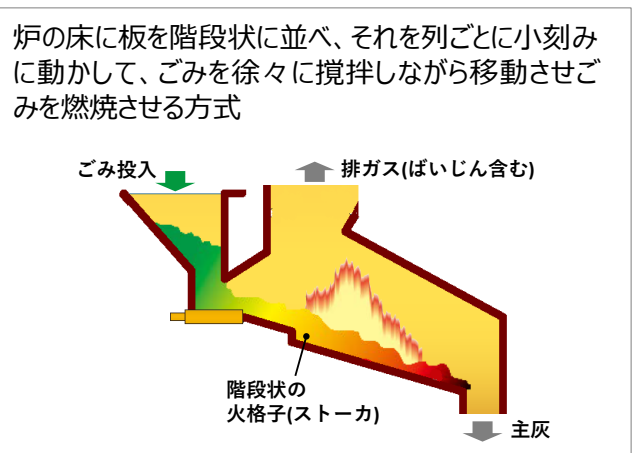 炉の床に板を階段状に並べ、それを列ごとに小刻み
に動かして、ごみを徐々に撹拌しながら移動させご
みを燃焼させる方式
ごみ投入
排ガス(ばいじん含む)
階段状の
火格子(ストーカ)
主灰